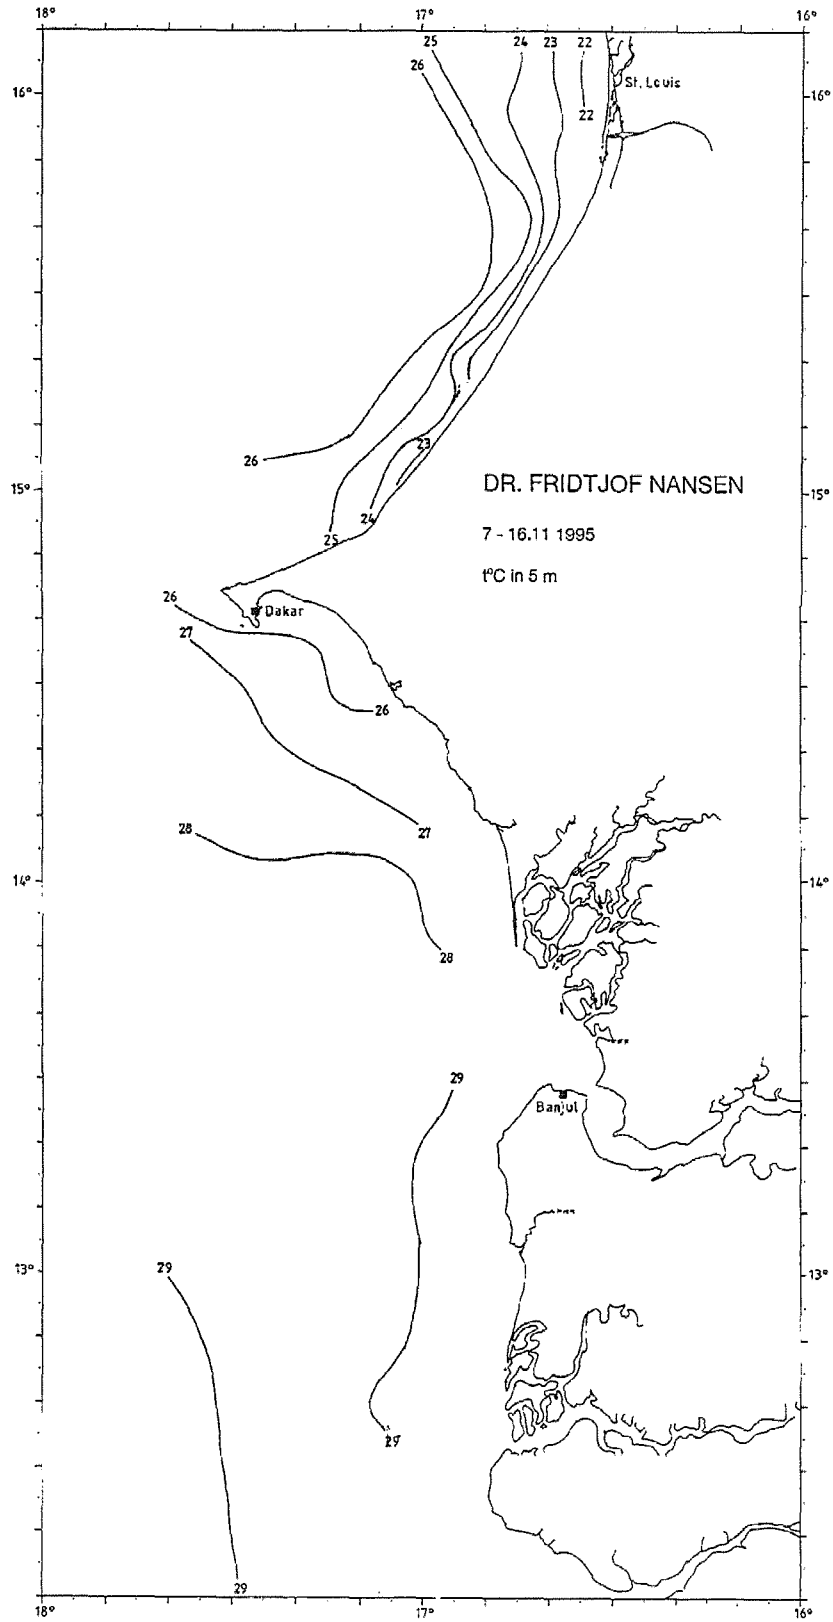 18° 17° 16°
25 24 23 22
26
16° St. Louis 16°
22
26 23
15° DR. FRIDTJOF NANSEN 15°
24
25 7 - 16.11 1995
t°C in 5 m
26 Dakar
27
26
28 27
14° 14°
28
29
Banjul
29 13° 13°
29
29
18° 17° 16°